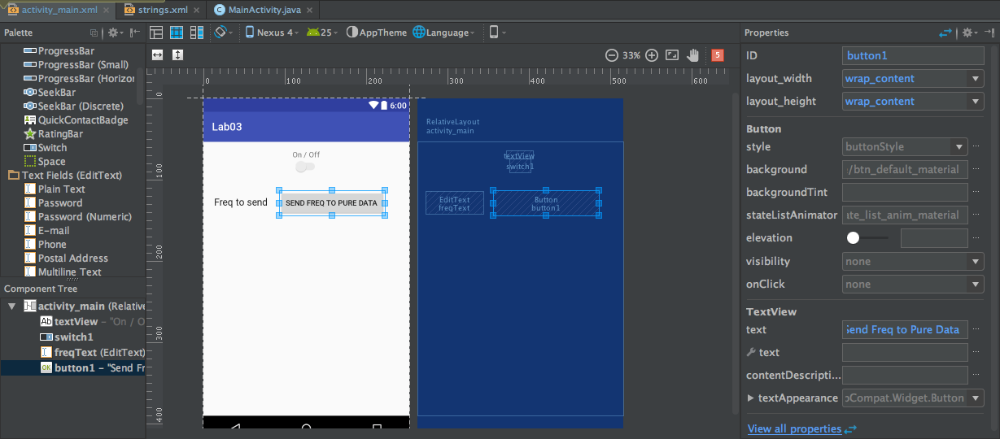 activity_main.xml
strings.xml
MainActivity.java
Palette
Nexus 4
25
AppTheme
Language
Properties
33%
5
ProgressBar
ProgressBar (Small)
ProgressBar (Horizon
SeekBar
SeekBar (Discrete)
QuickContactBadge
RatingBar
Switch
Space
Text Fields (EditText)
Plain Text
Password
Password (Numeric)
E-mail
Phone
Postal Address
Multiline Text
Component Tree
activity_main (Relative
textView - "On / O
switch1
freqText (EditText)
button1 - "Send Fr
0
100
200
300
400
500
600
0
100
200
300
400
6:00
Lab03
On / Off
Freq to send
SEND FREQ TO PURE DATA
RelativeLayout
activity_main
textView
switch1
EditText
freqText
Button
button1
ID
button1
layout_width
wrap_content
layout_height
wrap_content
Button
style
buttonStyle
background
:/btn_default_material
backgroundTint
stateListAnimator
ate_list_anim_material
elevation
visibility
none
onClick
none
TextView
text
Send Freq to Pure Data
text
contentDescripti...
textAppearance
oCompat.Widget.Button
View all properties